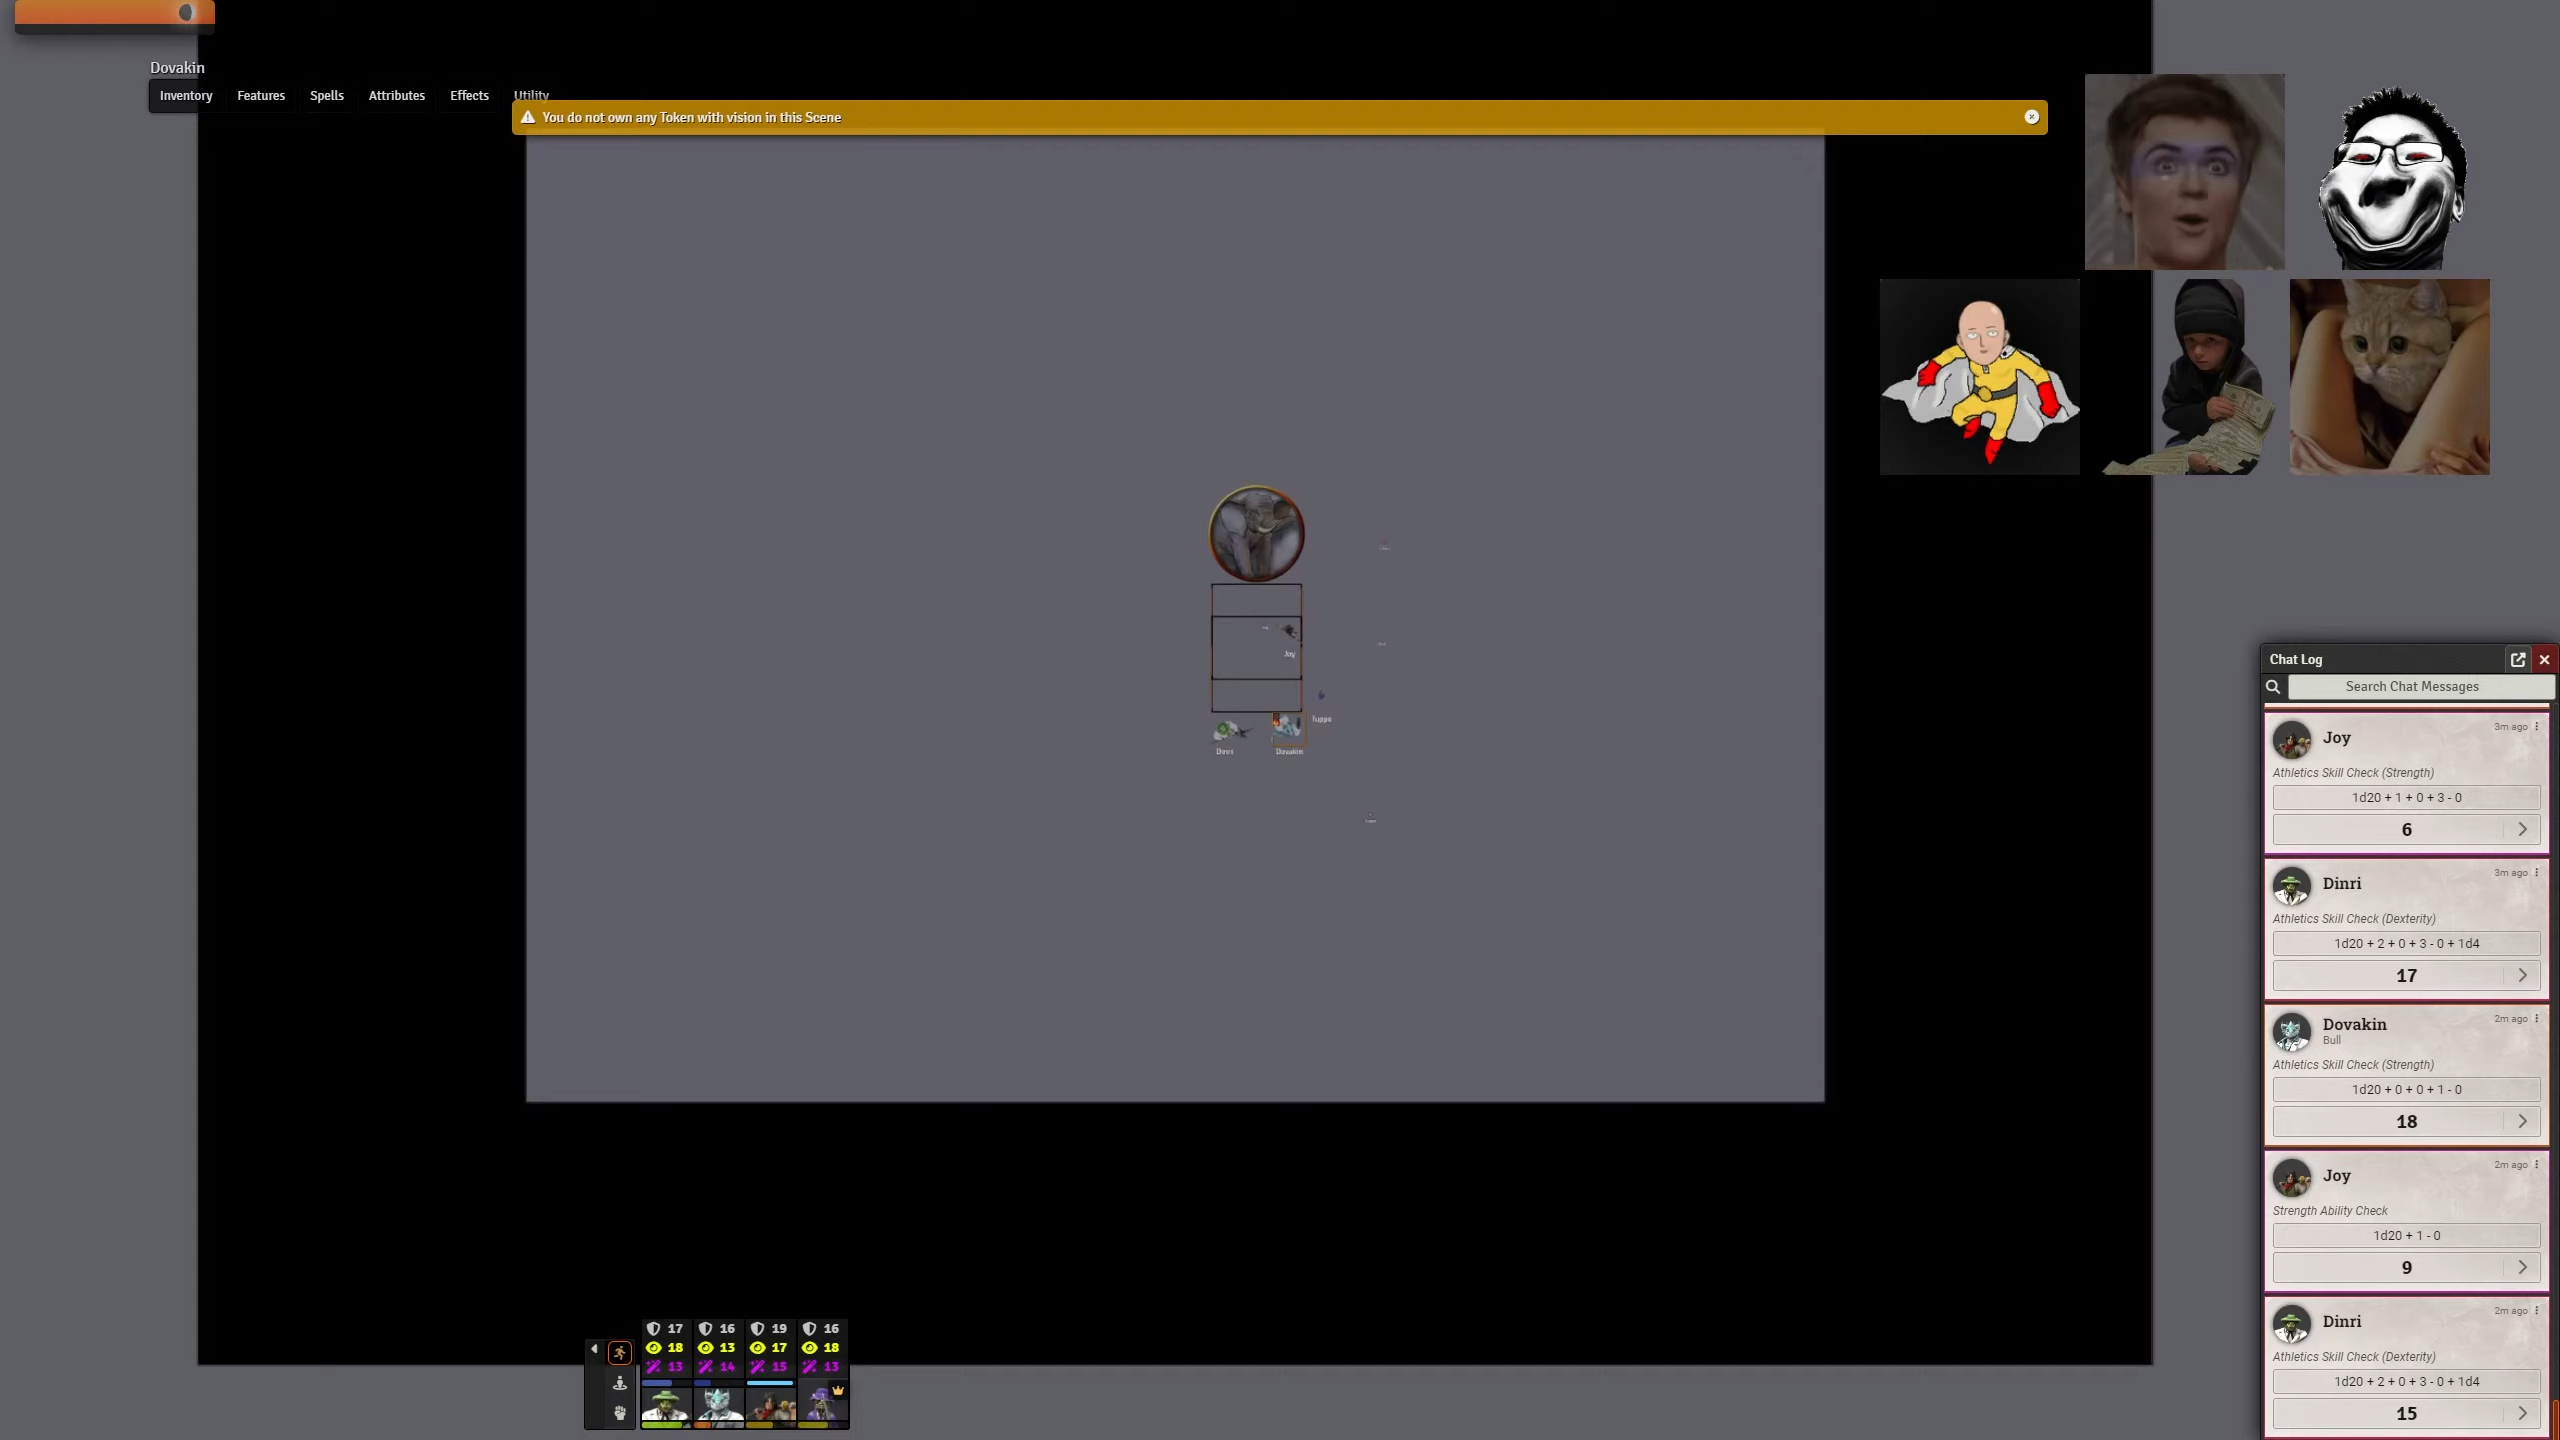 Dovakin
Inventory Features Spells Attributes Effects Utility
You do not own any Token with vision in this Scene
Joy
Dinri
Dovakin
Chat Log
Search Chat Messages
Joy
3m ago
Athletics Skill Check (Strength)
1d20 + 1 + 0 + 3 - 0
6
Dinri
3m ago
Athletics Skill Check (Dexterity)
1d20 + 2 + 0 + 3 - 0 + 1d4
17
Dovakin
2m ago
Bull
Athletics Skill Check (Strength)
1d20 + 0 + 0 + 1 - 0
18
Joy
2m ago
Strength Ability Check
1d20 + 1 - 0
9
Dinri
2m ago
Athletics Skill Check (Dexterity)
1d20 + 2 + 0 + 3 - 0 + 1d4
15
17 16 19 16
18 13 17 18
13 14 15 13